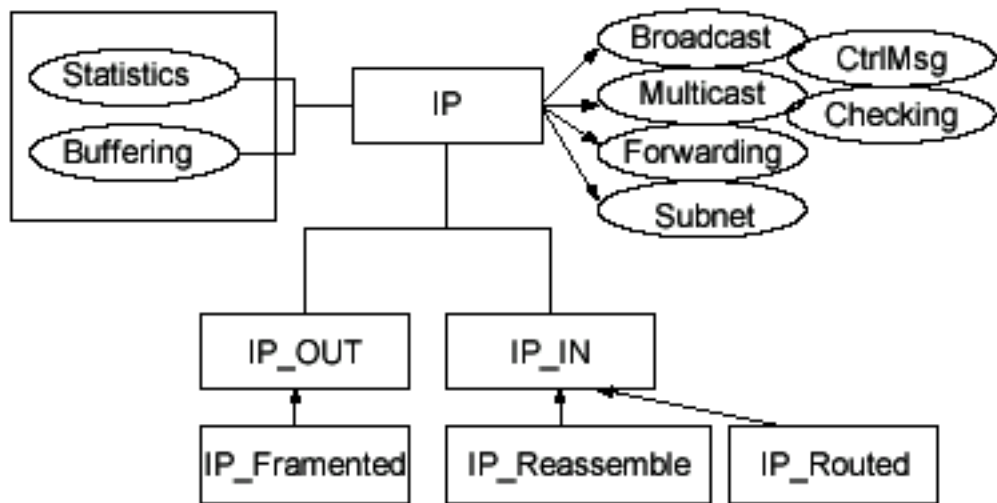 Broadcast
CtrlMsg
Statistics
IP
Multicast
Checking
Buffering
Forwarding
Subnet
IP_OUT
IP_IN
IP_Framented
IP_Reassemble
IP_Routed